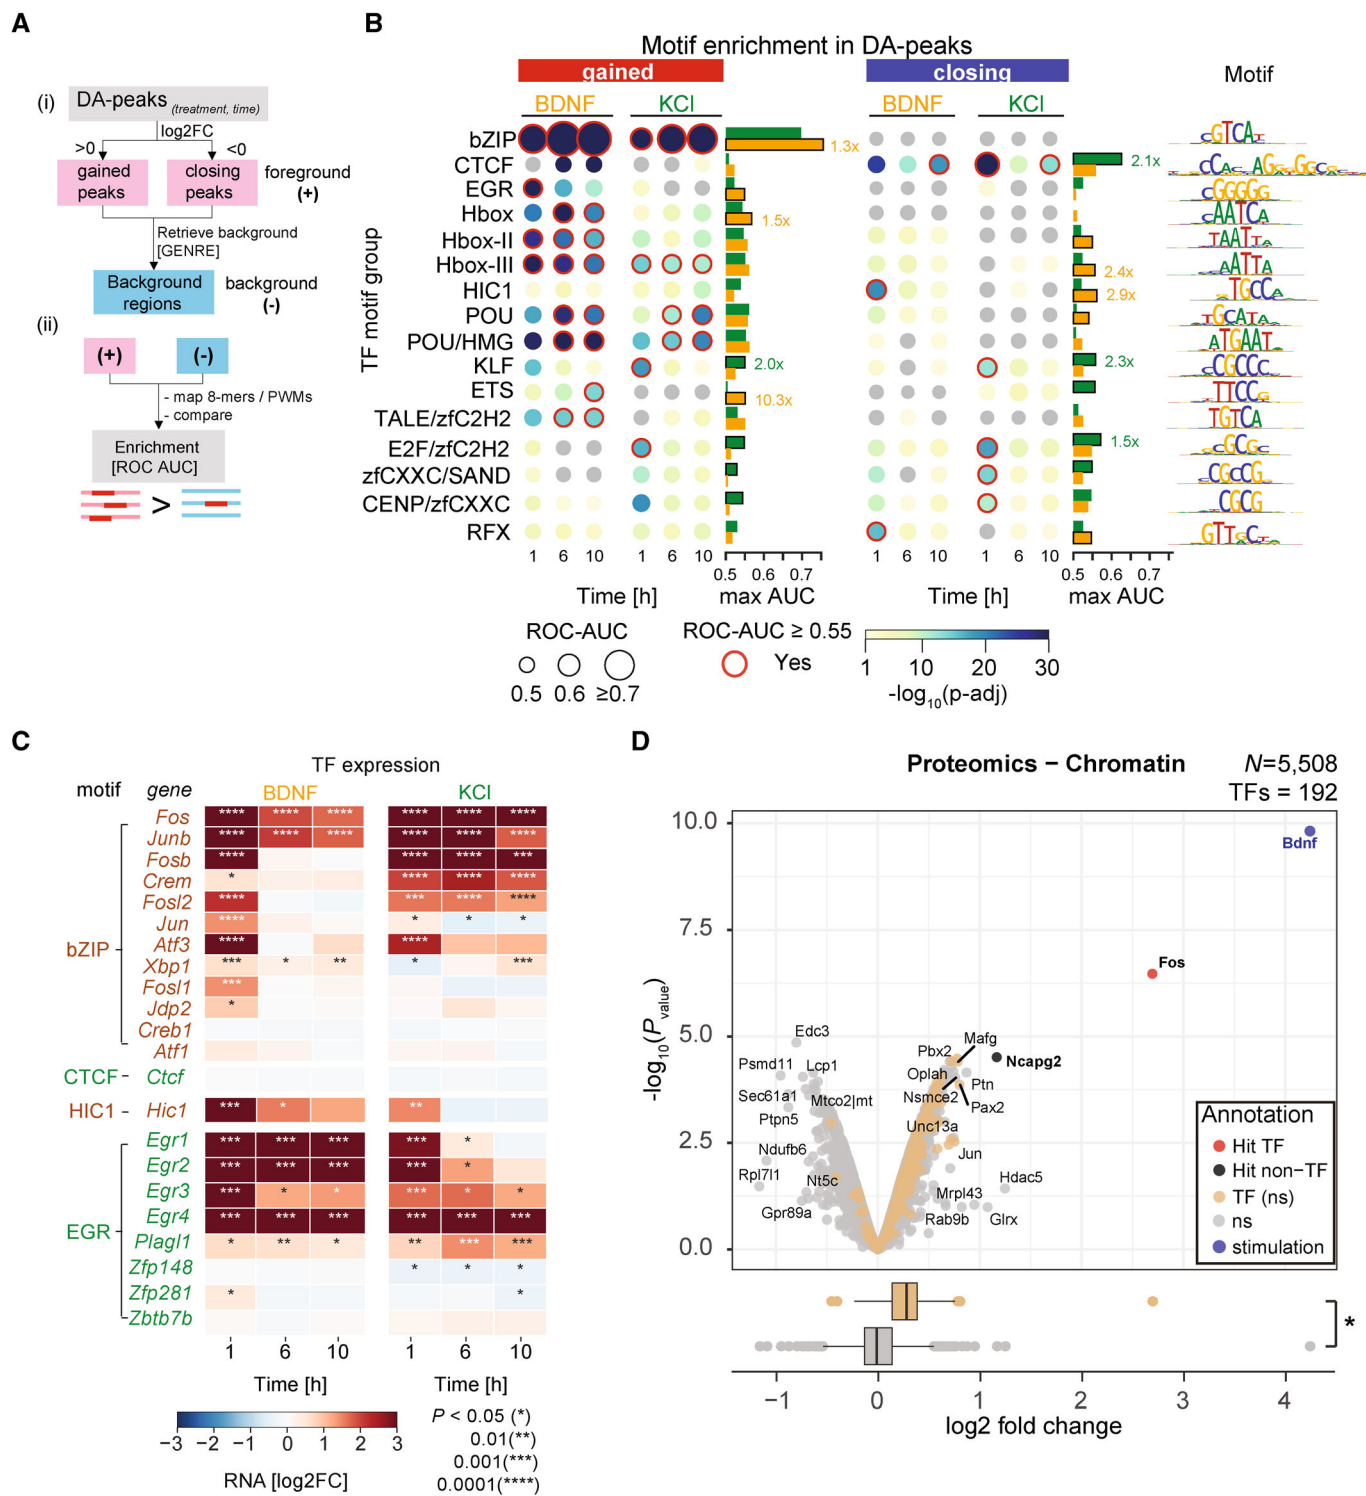 A
(i)
DA-peaks (treatment, time)
log2FC
>0
<0
gained
peaks
closing
peaks
foreground
(+)
Retrieve background
[GENRE]
Background
regions
background
(-)
(ii)
(+)
(-)
- map 8-mers / PWMs
- compare
Enrichment
[ROC AUC]
>
B
Motif enrichment in DA-peaks
gained
closing
Motif
BDNF
KCl
BDNF
KCl
TF motif group
bZIP
1.3x
CTCF
2.1x
EGR
Hbox
1.5x
Hbox-II
Hbox-III
2.4x
HIC1
2.9x
POU
POU/HMG
KLF
2.0x
2.3x
ETS
10.3x
TALE/zfC2H2
E2F/zfC2H2
1.5x
zfCXXC/SAND
CENP/zfCXXC
RFX
1 6 10 1 6 10
0.5 0.6 0.7
1 6 10 1 6 10
0.5 0.6 0.7
Time [h]
max AUC
Time [h]
max AUC
ROC-AUC
0.5 0.6 ≥0.7
ROC-AUC ≥ 0.55
Yes
1 10 20 30
-log10(p-adj)
C
TF expression
motif
gene
BDNF
KCl
bZIP
Fos
**** **** **** **** **** ****
Junb
**** **** **** **** **** ****
Fosb
**** **** **** ***
Crem
* **** **** ****
Fosl2
**** *** **** ****
Jun
**** * * *
Atf3
**** ****
Xbp1
*** * ** * ***
Fosl1
***
Jdp2
*
Creb1
Atf1
CTCF
Ctcf
HIC1
Hic1
*** * **
EGR
Egr1
*** *** *** *** *
Egr2
*** *** *** *** *
Egr3
*** * * *** * *
Egr4
*** *** *** *** *** ***
Plagl1
* ** * ** *** ***
Zfp148
* * *
Zfp281
* *
Zbtb7b
1 6 10 1 6 10
Time [h]
Time [h]
−3 −2 −1 0 1 2 3
RNA [log2FC]
P < 0.05 (*)
0.01(**)
0.001(***)
0.0001(****)
D
Proteomics − Chromatin
N=5,508
TFs = 192
10.0
7.5
5.0
2.5
0.0
-log10(Pvalue)
Bdnf
Fos
Edc3
Mafg
Pbx2
Ncapg2
Psmd11
Lcp1
Oplah
Ptn
Sec61a1
Mtco2|mt
Nsmce2
Pax2
Ptpn5
Unc13a
Ndufb6
Jun
Rpl7l1
Nt5c
Hdac5
Mrpl43
Gpr89a
Rab9b
Glrx
Annotation
Hit TF
Hit non−TF
TF (ns)
ns
stimulation
*
−1 0 1 2 3 4
log2 fold change